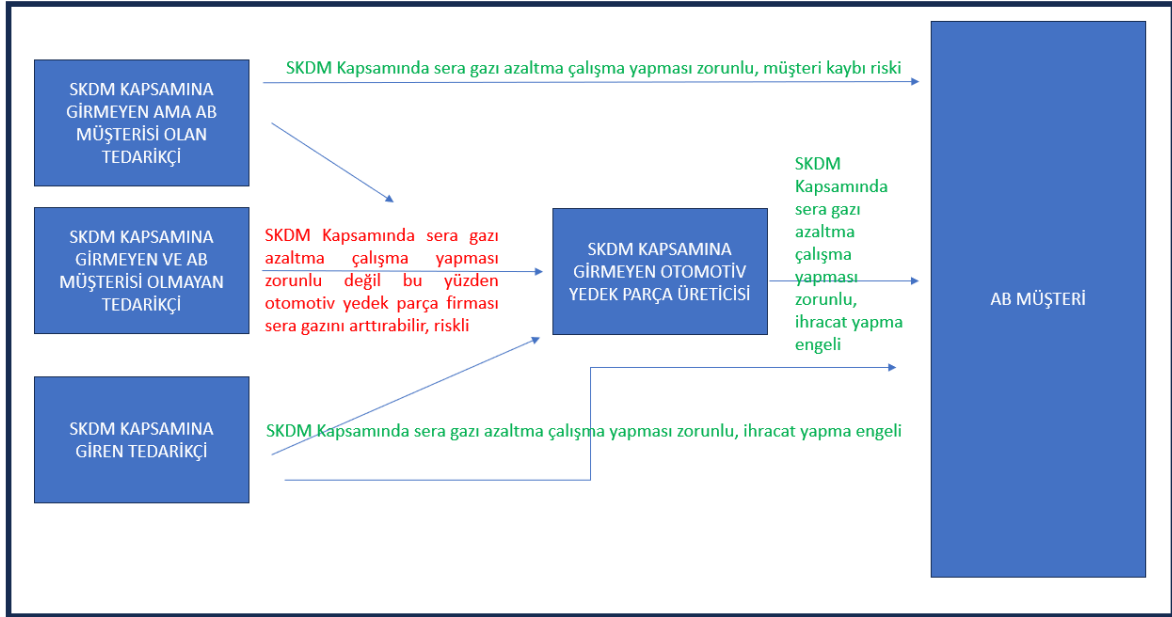 SKDM Kapsamında sera gazı azaltma çalışma yapması zorunlu, müşteri kaybı riski
SKDM KAPSAMINA
GİRMEYEN AMA AB
MÜŞTERİSİ OLAN
TEDARİKÇİ
SKDM KAPSAMINA
GİRMEYEN VE AB
MÜŞTERİSİ OLMAYAN
TEDARİKÇİ
SKDM Kapsamında sera gazı
azaltma çalışma yapması
zorunlu değil bu yüzden
otomotiv yedek parça firması
sera gazını arttırabilir, riskli
SKDM KAPSAMINA
GİRMEYEN OTOMOTİV
YEDEK PARÇA ÜRETİCİSİ
SKDM
Kapsamında
sera gazı
azaltma
çalışma
yapması
zorunlu,
ihracat yapma
engeli
AB MÜŞTERİ
SKDM KAPSAMINA
GİREN TEDARİKÇİ
SKDM Kapsamında sera gazı azaltma çalışma yapması zorunlu, ihracat yapma engeli